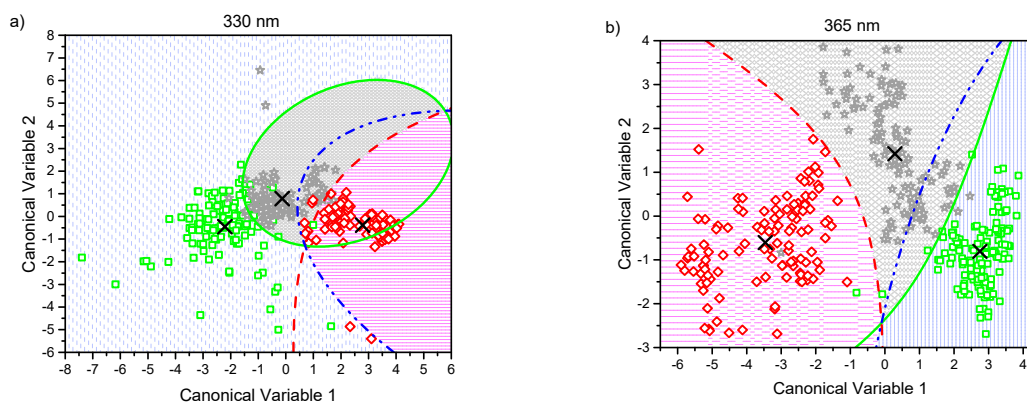 a)
330 nm
8
7
6
5
4
3
2
1
0
-1
-2
-3
-4
-5
-6
Canonical Variable 2
-8 -7 -6 -5 -4 -3 -2 -1 0 1 2 3 4 5 6
Canonical Variable 1
b)
365 nm
4
3
2
1
0
-1
-2
-3
Canonical Variable 2
-6 -5 -4 -3 -2 -1 0 1 2 3 4
Canonical Variable 1